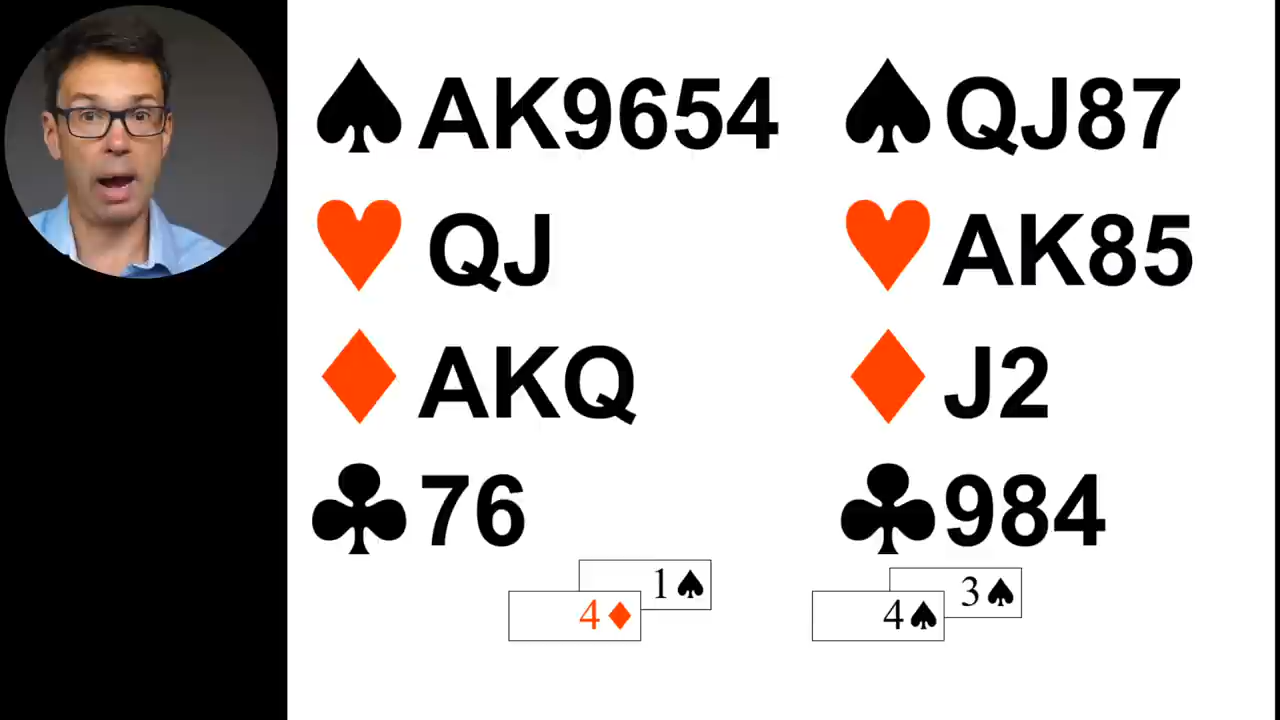 ♠AK9654 ♠QJ87
♥QJ ♥AK85
♦AKQ ♦J2
♣76 ♣984
1♠ 3♠
4♦ 4♠